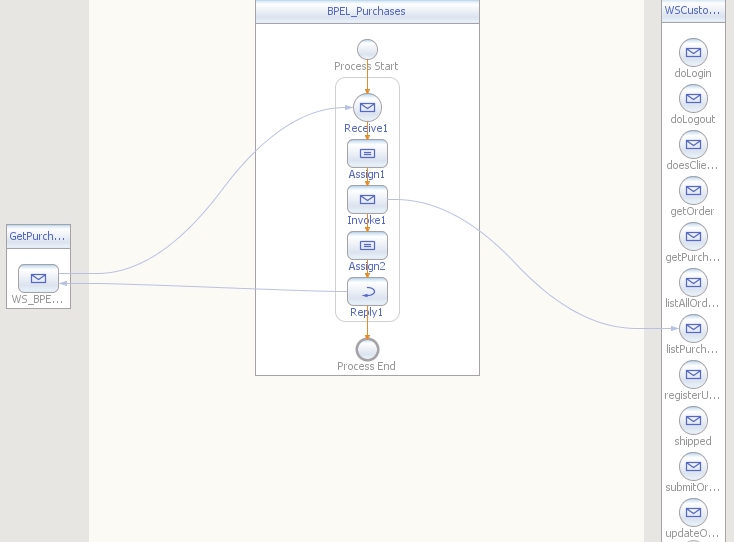 BPEL_Purchases
Process Start
Receive1
Assign1
Invoke1
Assign2
Reply1
Process End
GetPurch...
WS_BPE...
WSCusto...
doLogin
doLogout
doesClie...
getOrder
getPurch...
listAllOrd...
listPurch...
registerU...
shipped
submitOr...
updateO...